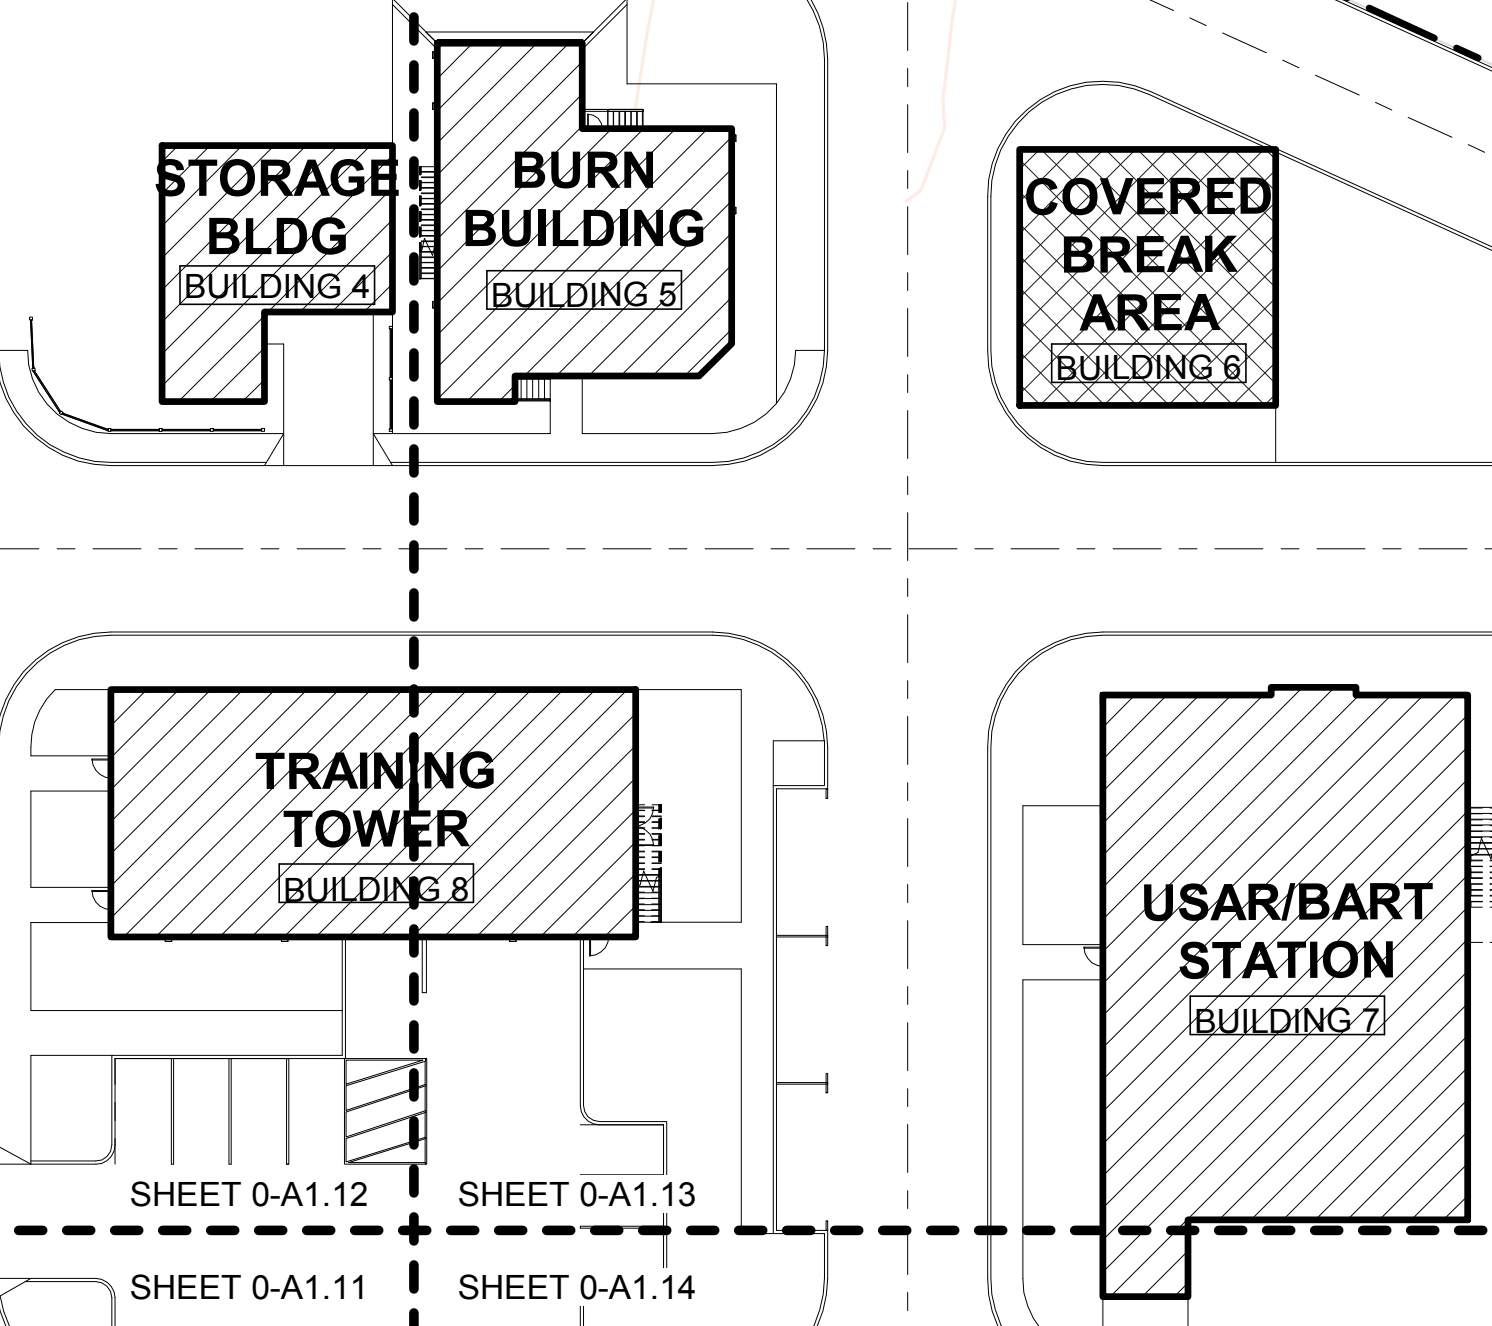 STORAGE
BLDG
BUILDING 4
BURN
BUILDING
BUILDING 5
COVERED
BREAK
AREA
BUILDING 6
TRAINING
TOWER
BUILDING 8
USAR/BART
STATION
BUILDING 7
SHEET 0-A1.12
SHEET 0-A1.13
SHEET 0-A1.11
SHEET 0-A1.14